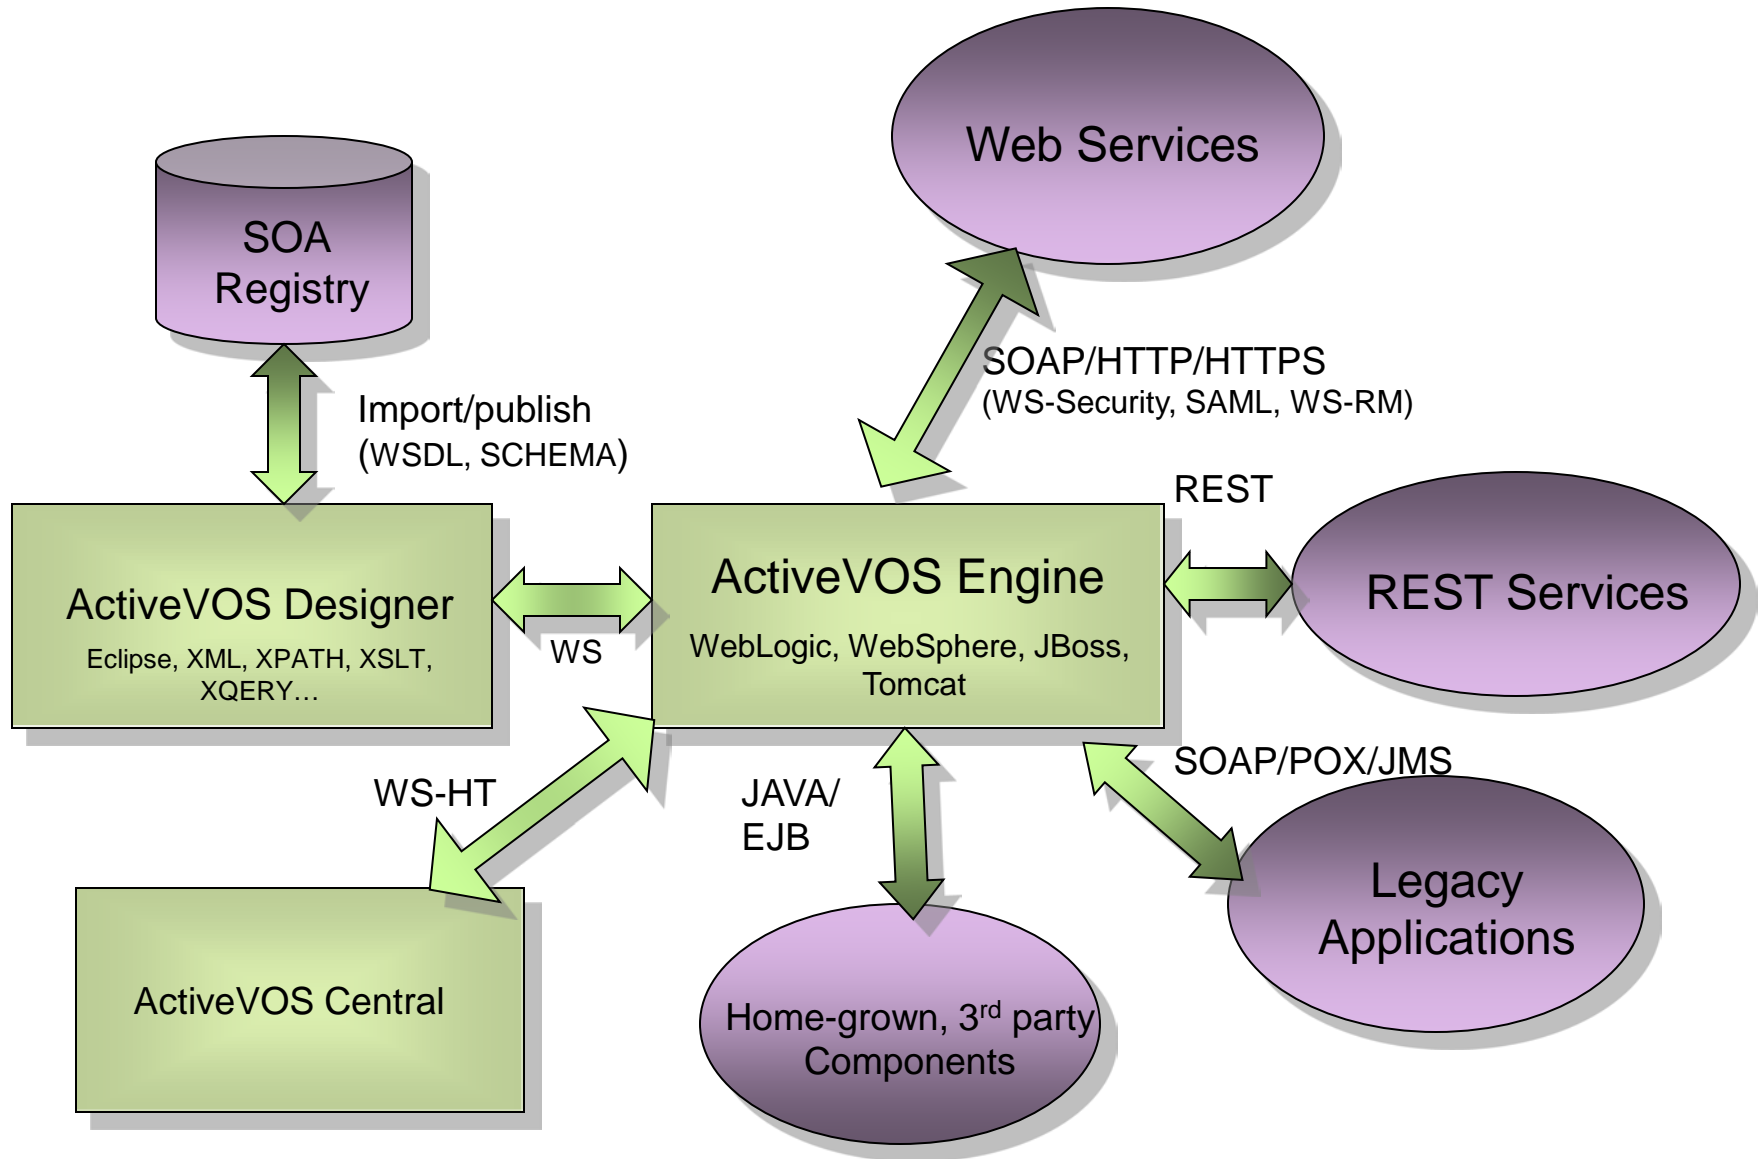 Web Services
SOA
Registry
SOAP/HTTP/HTTPS
(WS-Security, SAML, WS-RM)
Import/publish
(WSDL, SCHEMA)
REST
ActiveVOS Designer
Eclipse, XML, XPATH, XSLT,
XQERY…
WS
ActiveVOS Engine
WebLogic, WebSphere, JBoss,
Tomcat
REST Services
WS-HT
JAVA/
EJB
SOAP/POX/JMS
Legacy
Applications
ActiveVOS Central
Home-grown, 3rd party
Components